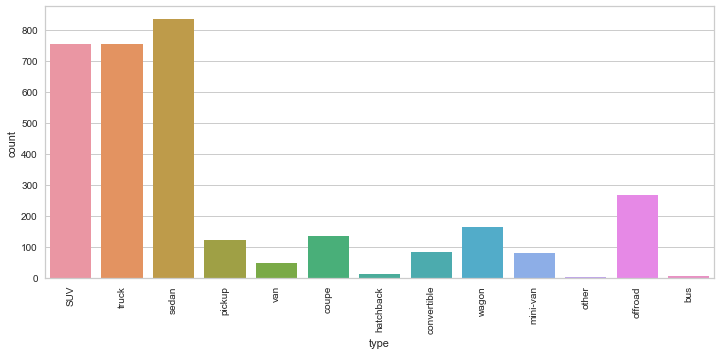 800
700
600
500
400
300
200
100
0
count
SUV
truck
sedan
pickup
van
coupe
hatchback
convertible
wagon
mini-van
other
offroad
bus
type